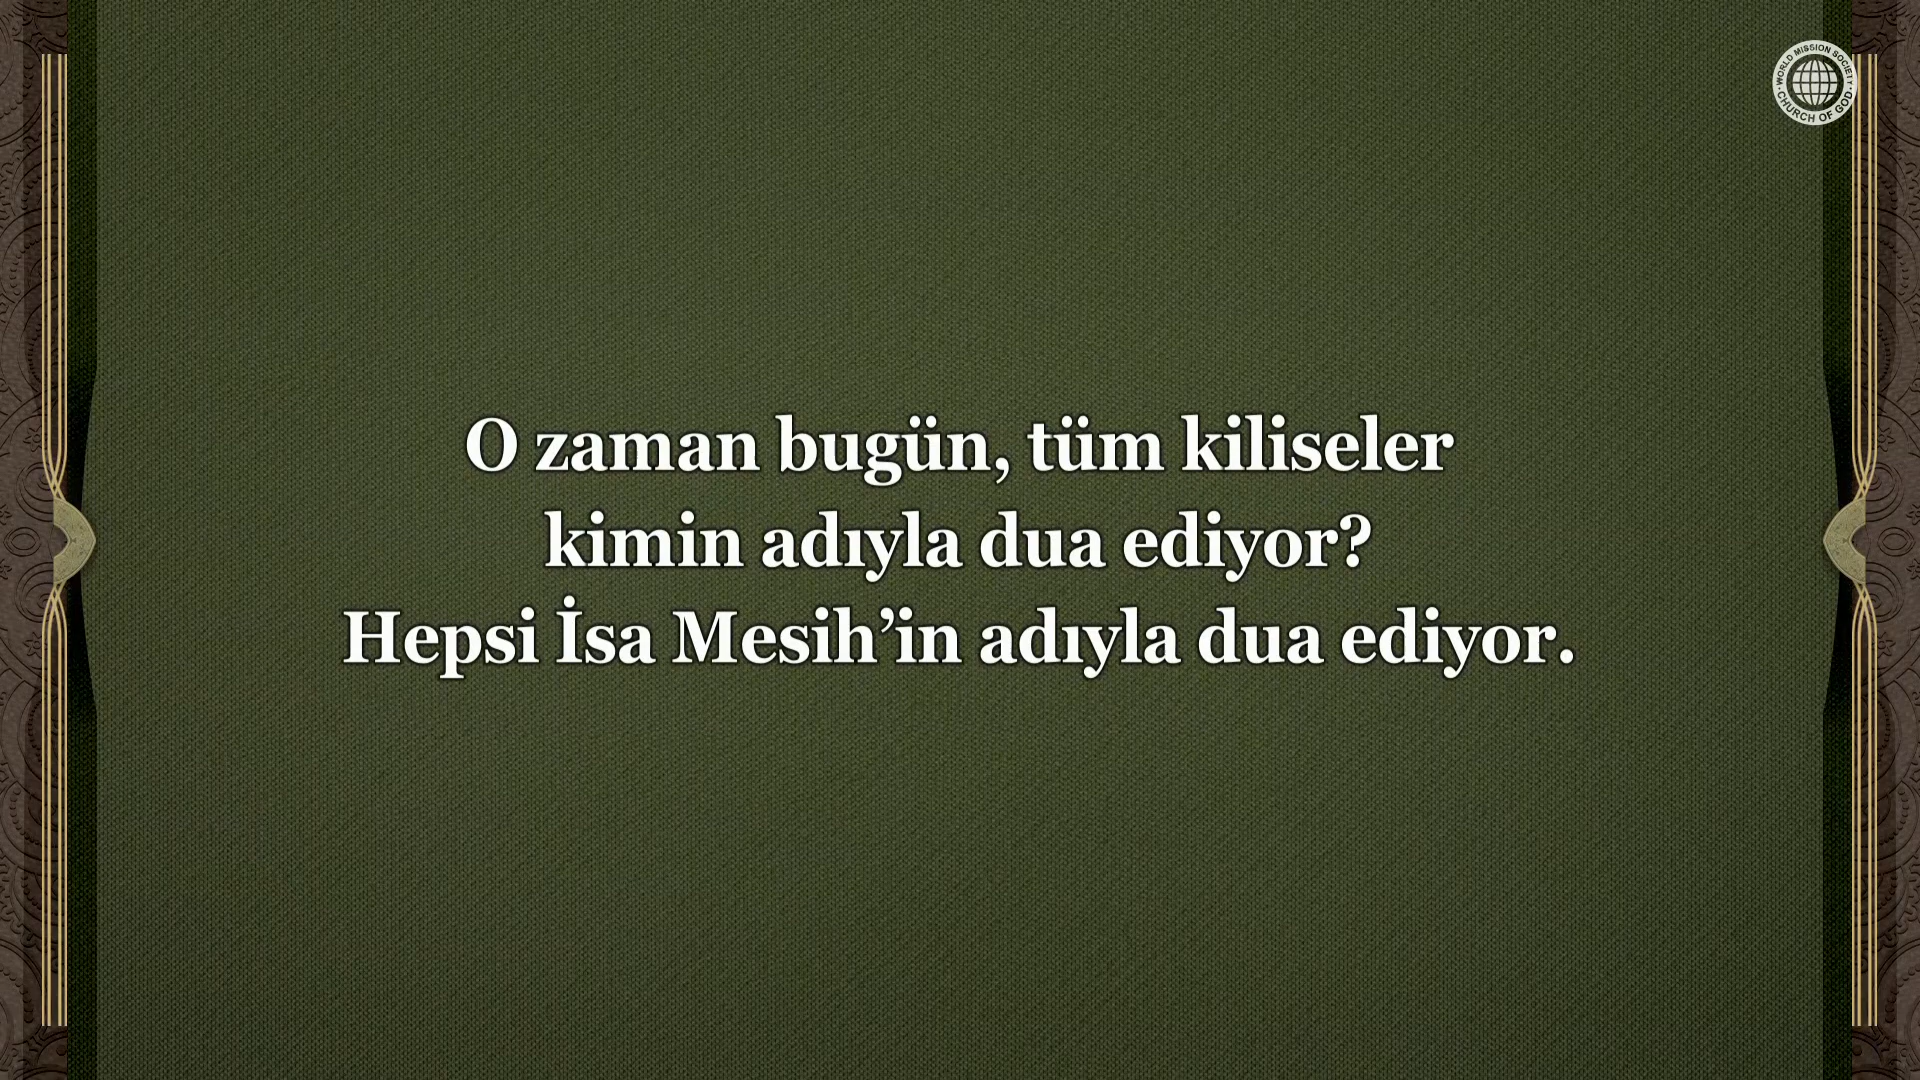 WORLD MISSION SOCIETY
CHURCH OF GOD
O zaman bugün, tüm kiliseler
kimin adıyla dua ediyor?
Hepsi İsa Mesih’in adıyla dua ediyor.